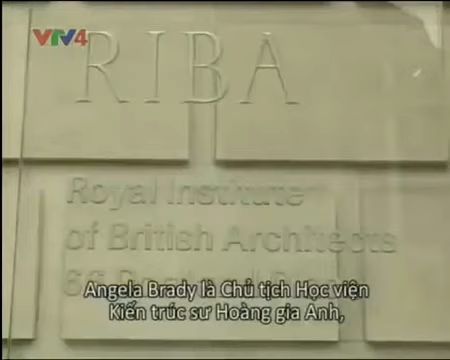 VTV4
RIBA
Royal Institute
of British Architects
66
Angela Brady là Chủ tịch Học viện
Kiến trúc sư Hoàng gia Anh,